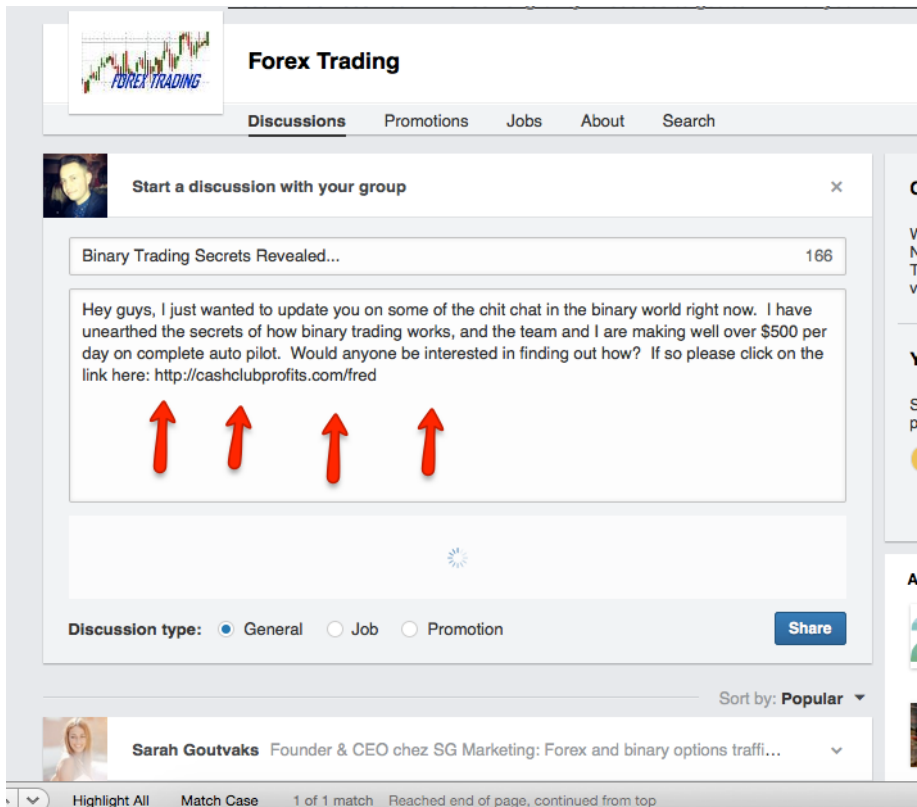 FOREX TRADING
Forex Trading
Discussions Promotions Jobs About Search
Start a discussion with your group ×
Binary Trading Secrets Revealed... 166
Hey guys, I just wanted to update you on some of the chit chat in the binary world right now. I have
unearthed the secrets of how binary trading works, and the team and I are making well over $500 per
day on complete auto pilot. Would anyone be interested in finding out how? If so please click on the
link here: http://cashclubprofits.com/fred
Discussion type: General Job Promotion Share
Sort by: Popular
Sarah Goutvaks Founder & CEO chez SG Marketing: Forex and binary options traffi...
Highlight All Match Case 1 of 1 match Reached end of page, continued from top